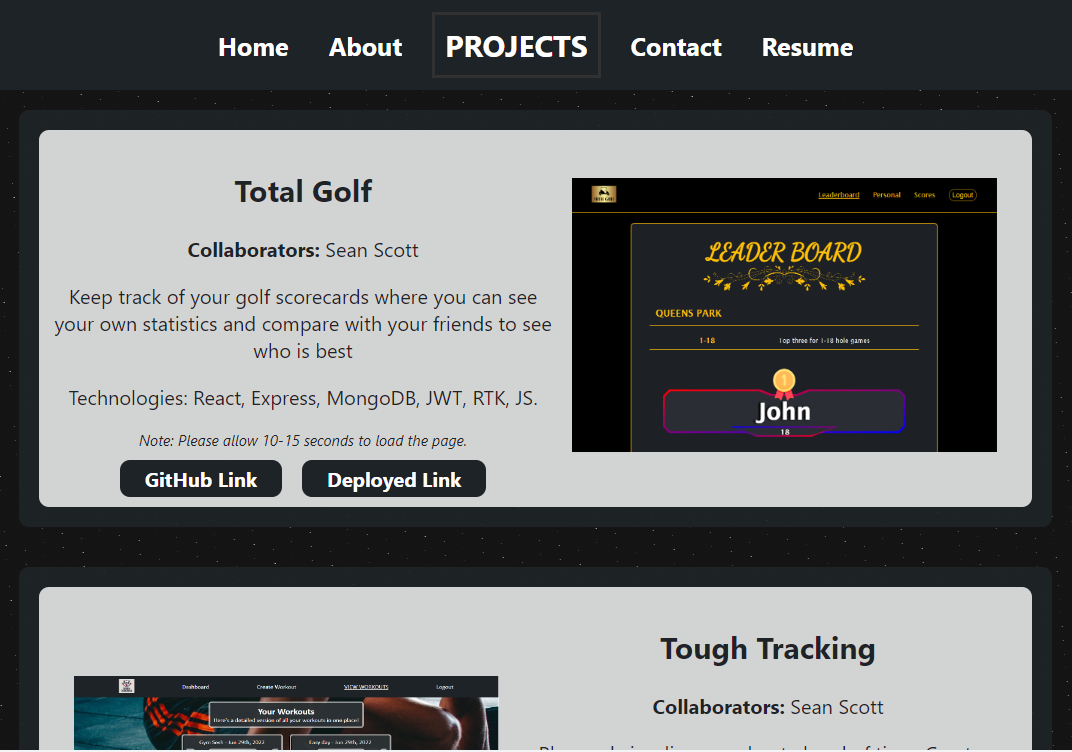 Home About PROJECTS Contact Resume
Total Golf
Collaborators: Sean Scott
Keep track of your golf scorecards where you can see
your own statistics and compare with your friends to see
who is best
Technologies: React, Express, MongoDB, JWT, RTK, JS.
Note: Please allow 10-15 seconds to load the page.
GitHub Link Deployed Link
Leaderboard Personal Scores Logout
LEADER BOARD
QUEENS PARK
1-18 Top three for 1-18 hole games
1
John
18
Tough Tracking
Collaborators: Sean Scott
Dashboard Create Workout VIEW WORKOUTS Logout
Your Workouts
Here's a detailed version of all your workouts in one place!
Gym Sesh - Jun 29th, 2022 Easy day - Jun 29th, 2022